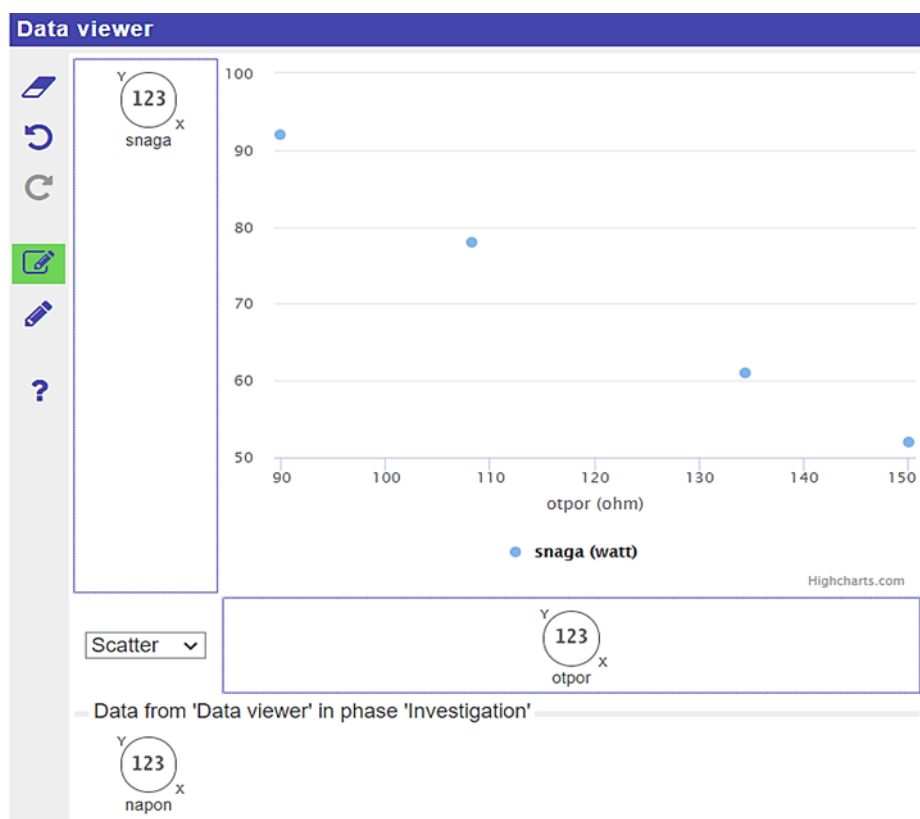 Data viewer
Y
123
X
snaga
100
90
80
70
60
50
90 100 110 120 130 140 150
otpor (ohm)
snaga (watt)
Highcharts.com
Scatter
Y
123
X
otpor
?
Data from 'Data viewer' in phase 'Investigation'
Y
123
X
napon